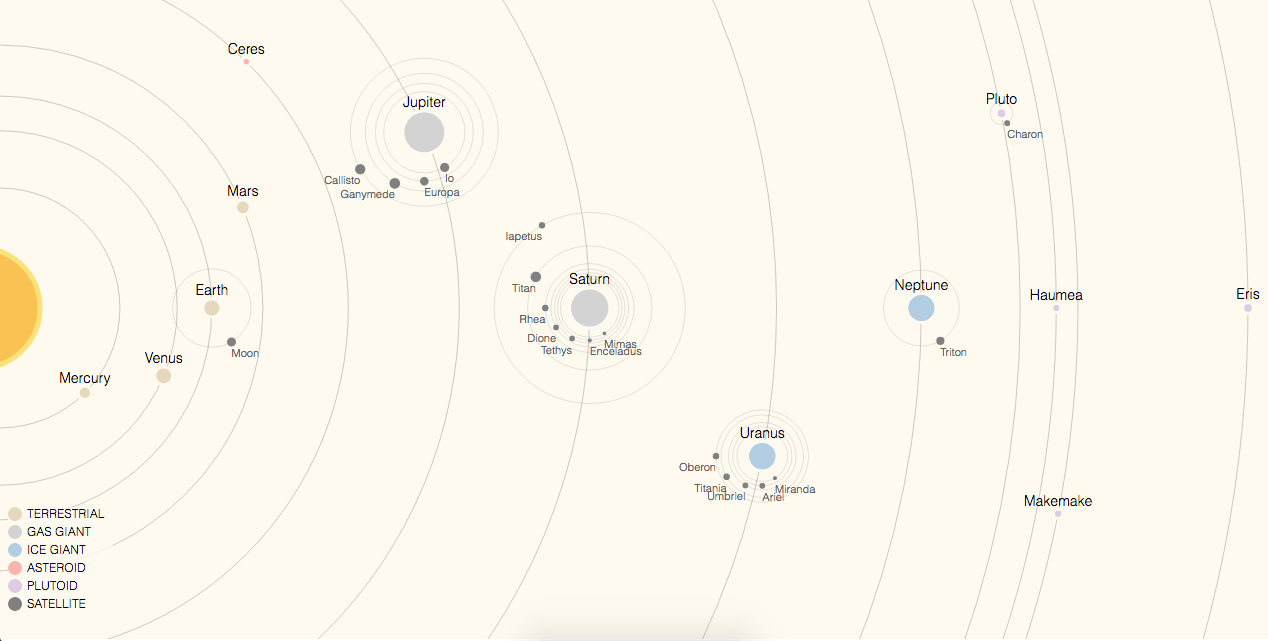 Ceres
Jupiter
Pluto
Charon
Callisto
Io
Ganymede
Europa
Mars
Iapetus
Titan
Saturn
Rhea
Dione
Tethys
Mimas
Enceladus
Earth
Moon
Neptune
Triton
Haumea
Eris
Venus
Mercury
Uranus
Oberon
Titania
Umbriel
Ariel
Miranda
Makemake
TERRESTRIAL
GAS GIANT
ICE GIANT
ASTEROID
PLUTOID
SATELLITE